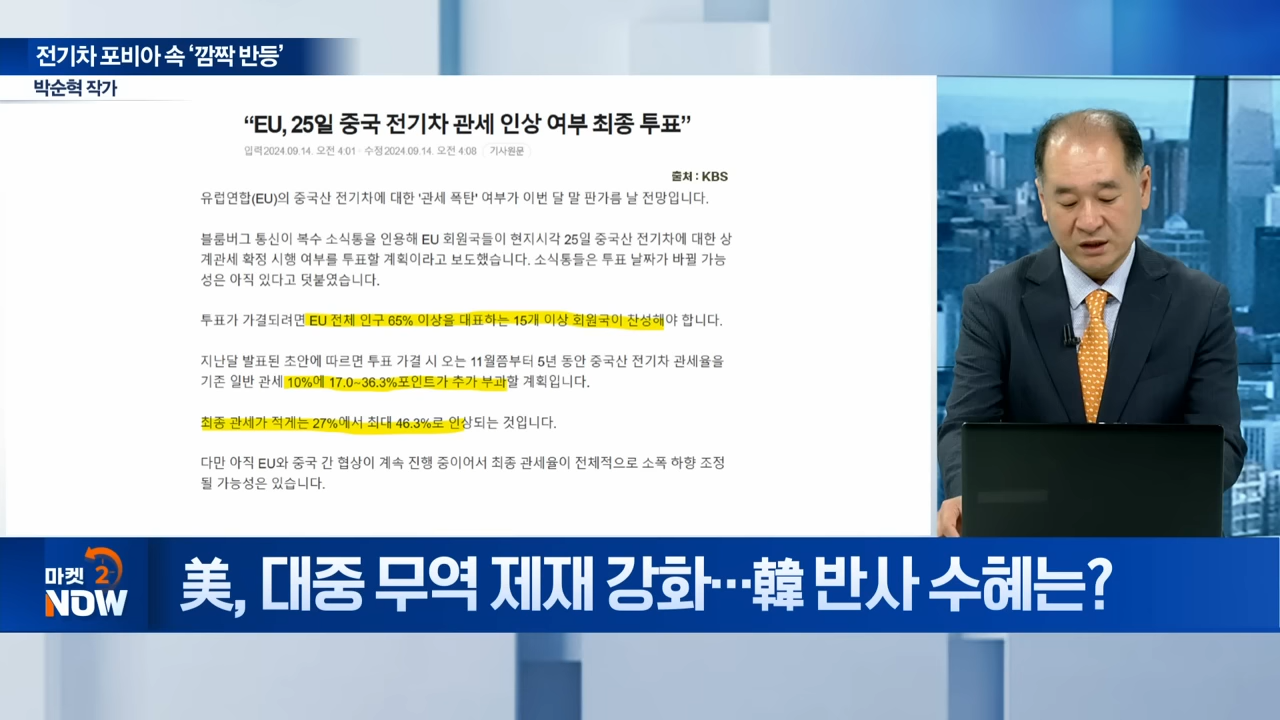 전기차 포비아 속 ‘깜짝 반등’
박순혁 작가
“EU, 25일 중국 전기차 관세 인상 여부 최종 투표”
입력2024.09.14. 오전 4:01 · 수정2024.09.14. 오전 4:08 기사원문
출처 : KBS
유럽연합(EU)의 중국산 전기차에 대한 '관세 폭탄' 여부가 이번 달 말 판가름 날 전망입니다.
블룸버그 통신이 복수 소식통을 인용해 EU 회원국들이 현지시각 25일 중국산 전기차에 대한 상
계관세 확정 시행 여부를 투표할 계획이라고 보도했습니다. 소식통들은 투표 날짜가 바뀔 가능
성은 아직 있다고 덧붙였습니다.
투표가 가결되려면 EU 전체 인구 65% 이상을 대표하는 15개 이상 회원국이 찬성해야 합니다.
지난달 발표된 초안에 따르면 투표 가결 시 오는 11월쯤부터 5년 동안 중국산 전기차 관세율을
기존 일반 관세 10%에 17.0~36.3%포인트가 추가 부과할 계획입니다.
최종 관세가 적게는 27%에서 최대 46.3%로 인상되는 것입니다.
다만 아직 EU와 중국 간 협상이 계속 진행 중이어서 최종 관세율이 전체적으로 소폭 하향 조정
될 가능성은 있습니다.
마켓 2
NOW
美, 대중 무역 제재 강화…韓 반사 수혜는?